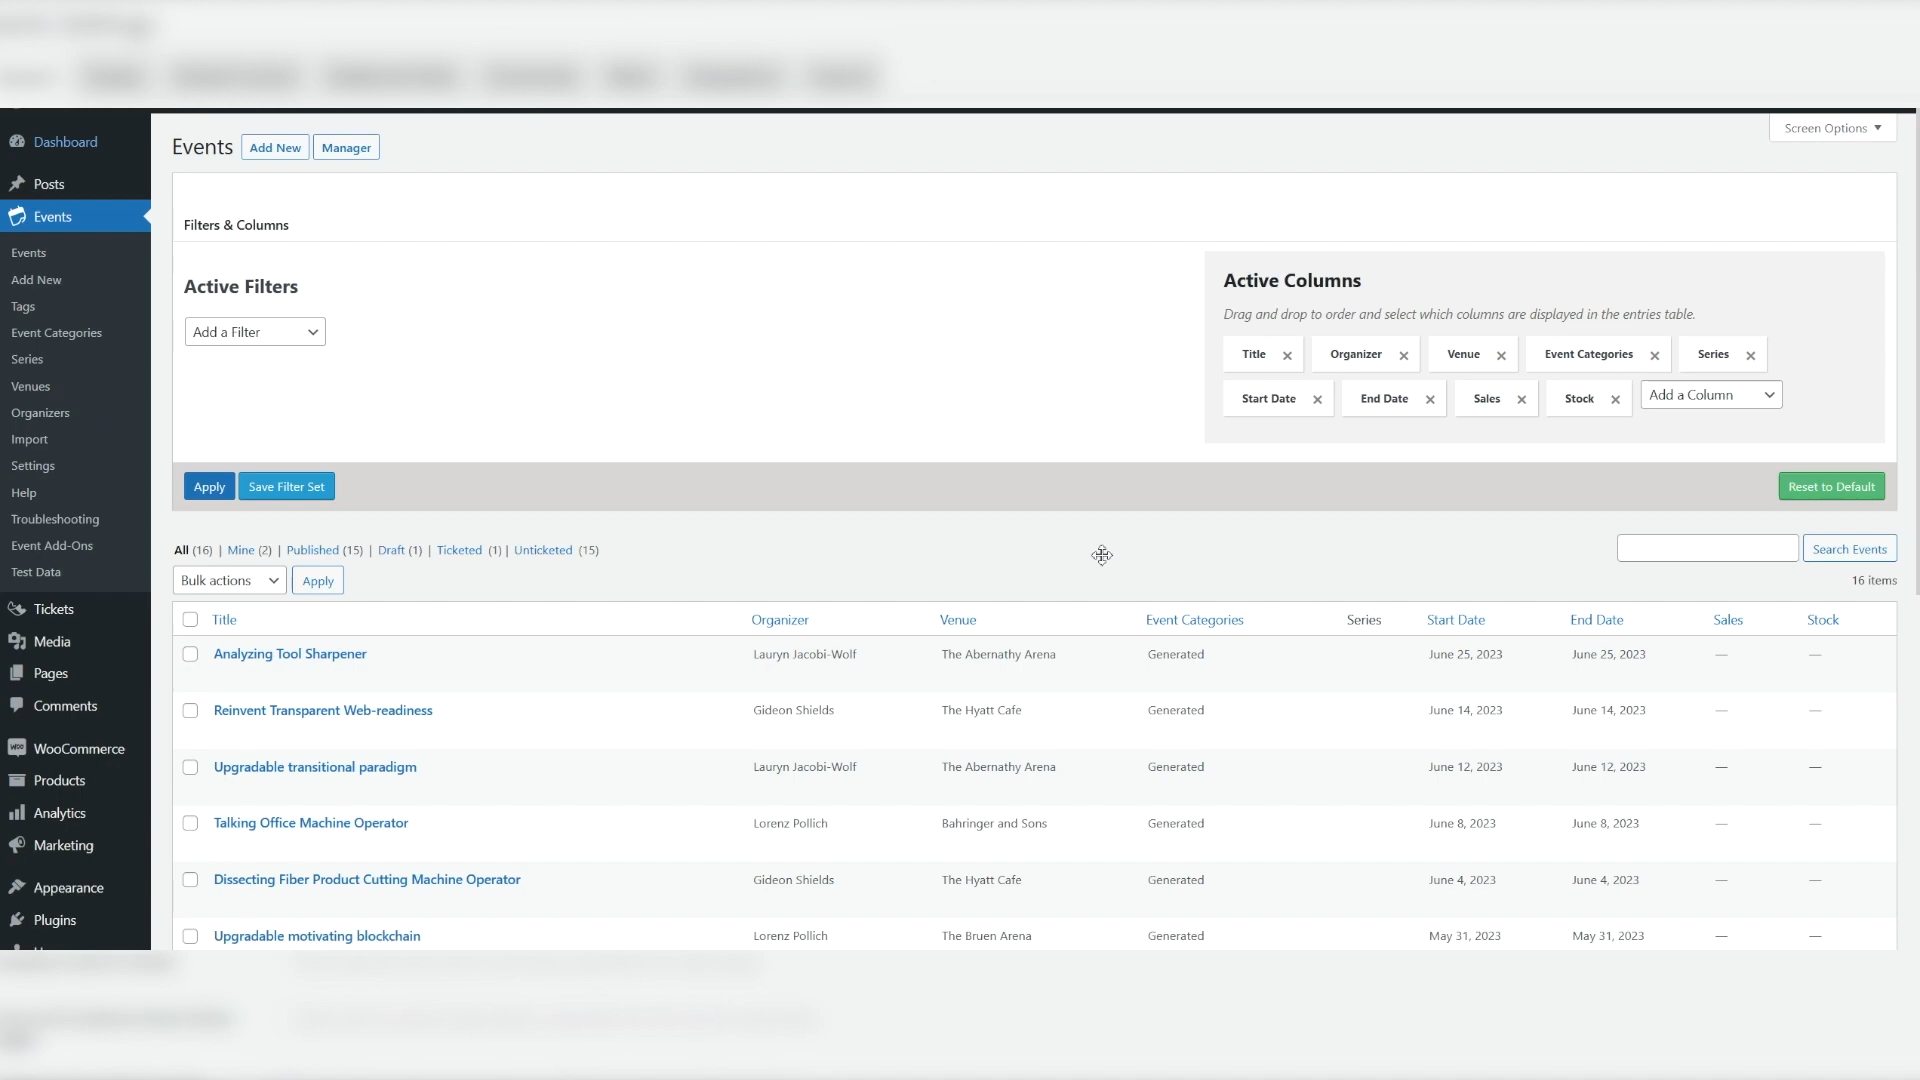 Screen Options
Dashboard
Posts
Events
Events
Add New
Tags
Event Categories
Series
Venues
Organizers
Import
Settings
Help
Troubleshooting
Event Add-Ons
Test Data
Tickets
Media
Pages
Comments
WooCommerce
Products
Analytics
Marketing
Appearance
Plugins
Events Add New Manager
Filters & Columns
Active Filters
Add a Filter
Active Columns
Drag and drop to order and select which columns are displayed in the entries table.
Title Organizer Venue Event Categories Series
Start Date End Date Sales Stock Add a Column
Apply Save Filter Set Reset to Default
All (16) | Mine (2) | Published (15) | Draft (1) | Ticketed (1) | Unticketed (15)
Search Events
Bulk actions Apply 16 items
Title Organizer Venue Event Categories Series Start Date End Date Sales Stock
Analyzing Tool Sharpener Lauryn Jacobi-Wolf The Abernathy Arena Generated June 25, 2023 June 25, 2023 — —
Reinvent Transparent Web-readiness Gideon Shields The Hyatt Cafe Generated June 14, 2023 June 14, 2023 — —
Upgradable transitional paradigm Lauryn Jacobi-Wolf The Abernathy Arena Generated June 12, 2023 June 12, 2023 — —
Talking Office Machine Operator Lorenz Pollich Bahringer and Sons Generated June 8, 2023 June 8, 2023 — —
Dissecting Fiber Product Cutting Machine Operator Gideon Shields The Hyatt Cafe Generated June 4, 2023 June 4, 2023 — —
Upgradable motivating blockchain Lorenz Pollich The Bruen Arena Generated May 31, 2023 May 31, 2023 — —